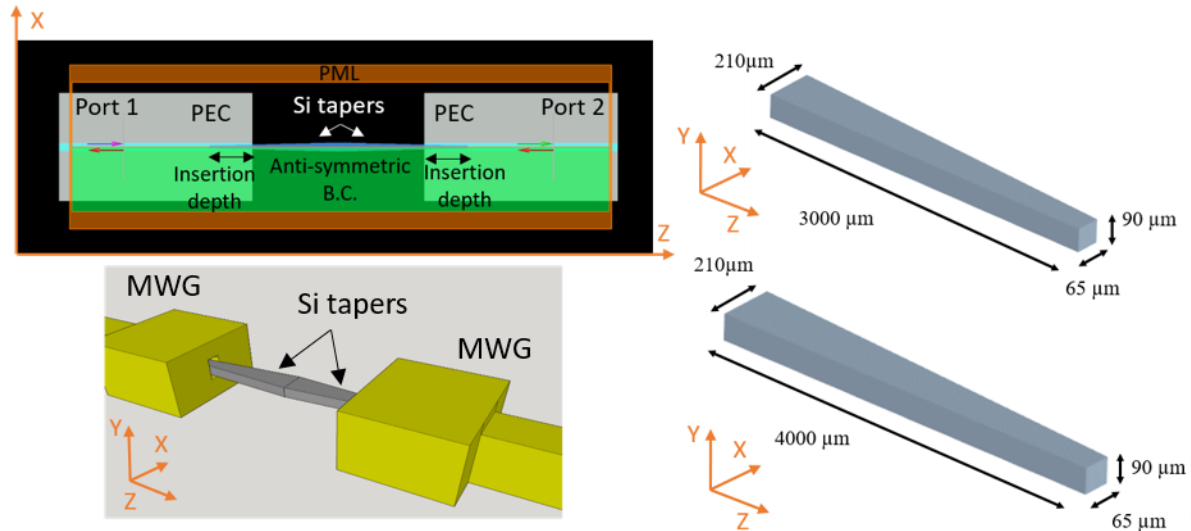 X
PML
Port 1
PEC
Si tapers
PEC
Port 2
Insertion
depth
Anti-symmetric
B.C.
Insertion
depth
Z
MWG
Si tapers
MWG
Y
X
Z
210µm
Y
X
Z
3000 µm
90 µm
65 µm
210µm
Y
X
Z
4000 µm
90 µm
65 µm